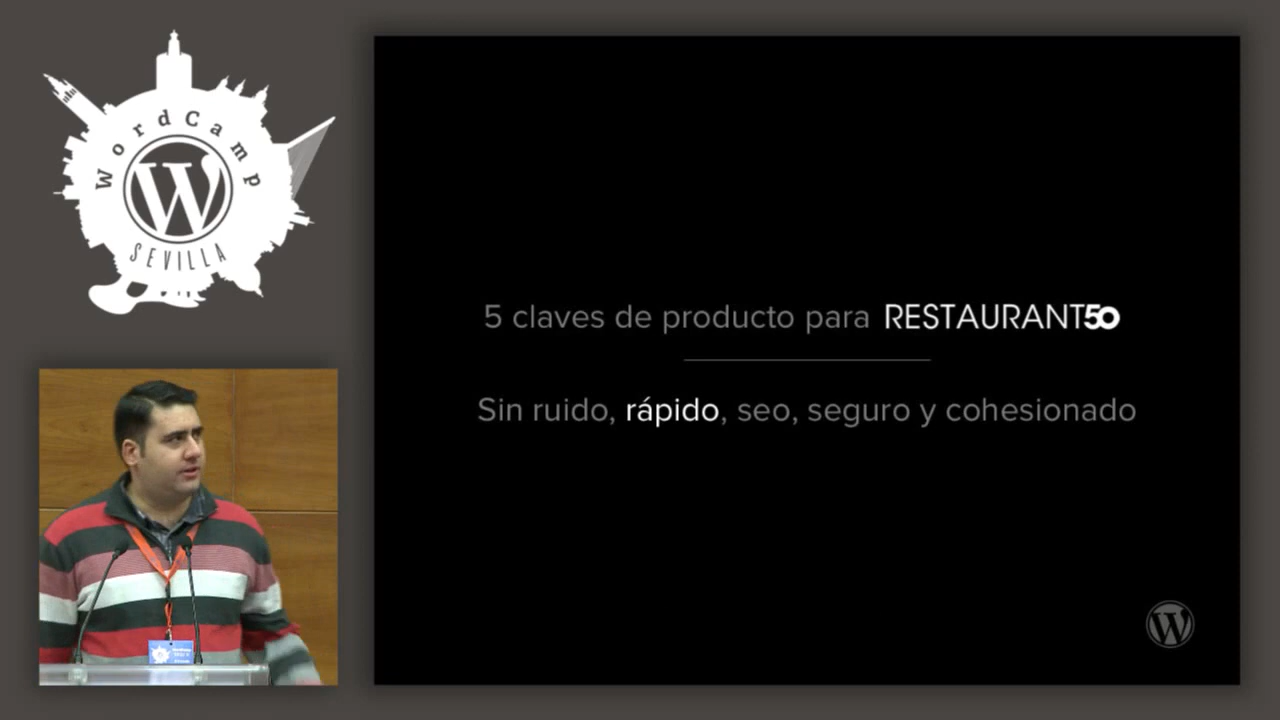 WordCamp
W
SEVILLA
5 claves de producto para RESTAURANT50
Sin ruido, rápido, seo, seguro y cohesionado
W